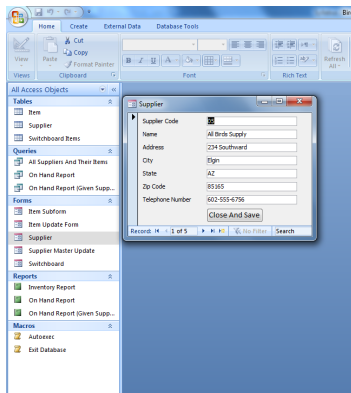 Bir
Home Create External Data Database Tools
View
Paste
Cut
Copy
Format Painter
B I U A
Refresh
All
Views Clipboard Font Rich Text
All Access Objects
Supplier
Tables
Item
Supplier
Switchboard Items
Queries
All Suppliers And Their Items
On Hand Report
On Hand Report (Given Supp...
Forms
Item Subform
Item Update Form
Supplier
Supplier Master Update
Switchboard
Reports
Inventory Report
On Hand Report
On Hand Report (Given Supp...
Macros
Autoexec
Exit Database
Supplier Code
Name All Birds Supply
Address 234 Southward
City Elgin
State AZ
Zip Code 85165
Telephone Number 602-555-6756
Close And Save
Record: 1 of 5 No Filter Search